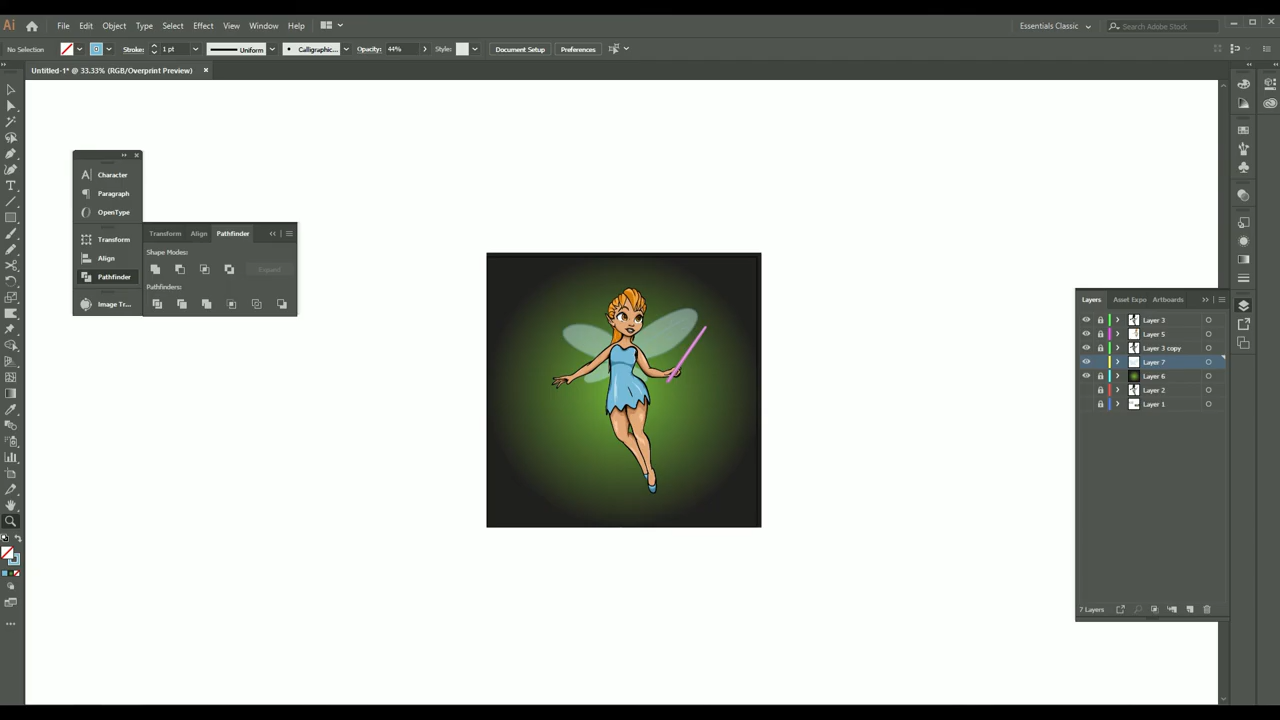 Ai File Edit Object Type Select Effect View Window Help Essentials Classic Search Adobe Stock
No Selection Stroke: 1 pt Uniform Calligraphic... Opacity: 44% Style: Document Setup Preferences
Untitled-1* @ 33.33% (RGB/Overprint Preview)
Character
Paragraph
OpenType
Transform
Align
Pathfinder
Image Tr...
Transform Align Pathfinder
Shape Modes:
Expand
Pathfinders:
Layers Asset Expo Artboards
Layer 3
Layer 5
Layer 3 copy
Layer 7
Layer 6
Layer 2
Layer 1
7 Layers